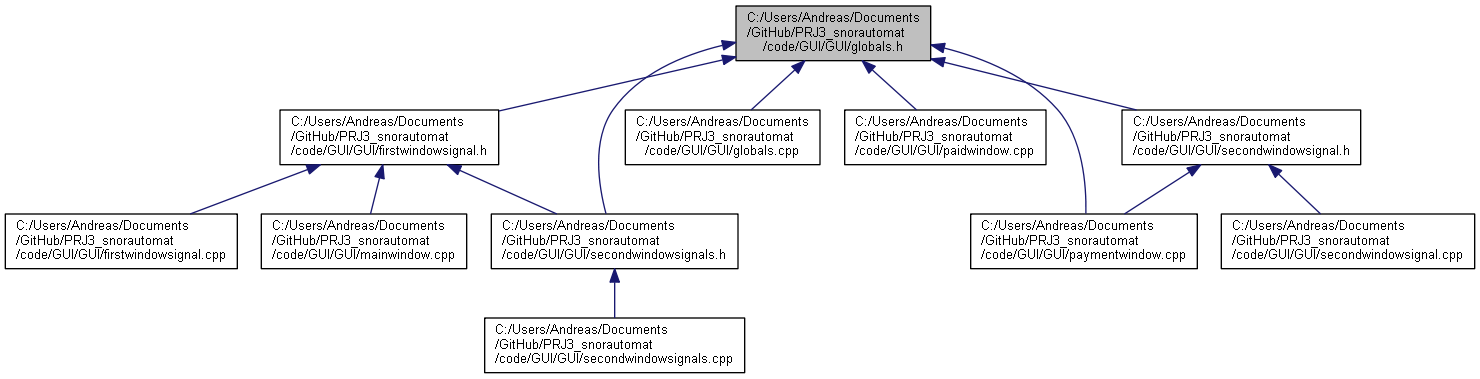 C:/Users/Andreas/Documents
/GitHub/PRJ3_snorautomat
/code/GUI/GUI/globals.h
C:/Users/Andreas/Documents
/GitHub/PRJ3_snorautomat
/code/GUI/GUI/firstwindowsignal.h
C:/Users/Andreas/Documents
/GitHub/PRJ3_snorautomat
/code/GUI/GUI/globals.cpp
C:/Users/Andreas/Documents
/GitHub/PRJ3_snorautomat
/code/GUI/GUI/paidwindow.cpp
C:/Users/Andreas/Documents
/GitHub/PRJ3_snorautomat
/code/GUI/GUI/secondwindowsignal.h
C:/Users/Andreas/Documents
/GitHub/PRJ3_snorautomat
/code/GUI/GUI/firstwindowsignal.cpp
C:/Users/Andreas/Documents
/GitHub/PRJ3_snorautomat
/code/GUI/GUI/mainwindow.cpp
C:/Users/Andreas/Documents
/GitHub/PRJ3_snorautomat
/code/GUI/GUI/secondwindowsignals.h
C:/Users/Andreas/Documents
/GitHub/PRJ3_snorautomat
/code/GUI/GUI/paymentwindow.cpp
C:/Users/Andreas/Documents
/GitHub/PRJ3_snorautomat
/code/GUI/GUI/secondwindowsignal.cpp
C:/Users/Andreas/Documents
/GitHub/PRJ3_snorautomat
/code/GUI/GUI/secondwindowsignals.cpp